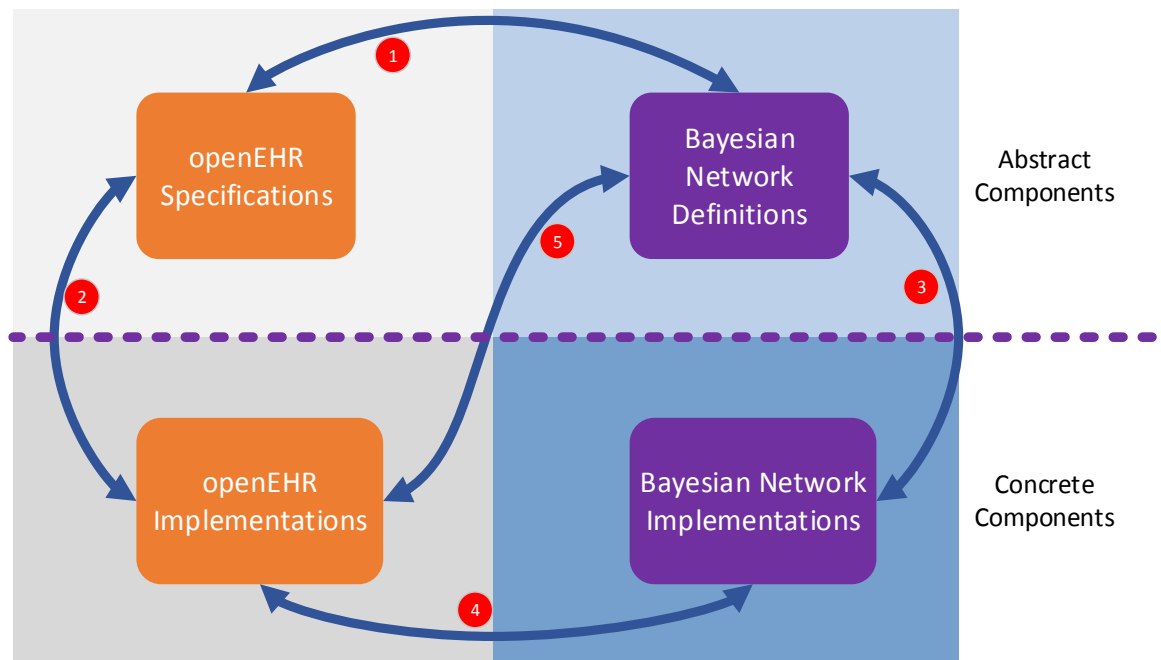 1
openEHR
Specifications
Bayesian
Network
Definitions
Abstract
Components
5
2
3
openEHR
Implementations
Bayesian Network
Implementations
Concrete
Components
4